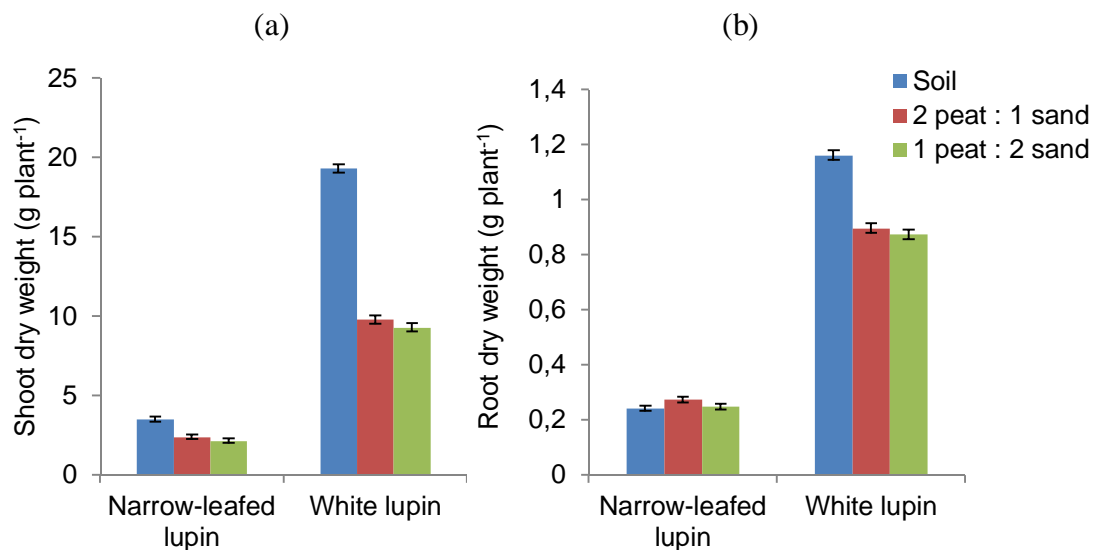 (a)
Shoot dry weight (g plant⁻¹)
25
20
15
10
5
0
Narrow-leafed
lupin
White lupin
(b)
Root dry weight (g plant⁻¹)
1,4
1,2
1
0,8
0,6
0,4
0,2
0
Narrow-leafed
lupin
White lupin
Soil
2 peat : 1 sand
1 peat : 2 sand